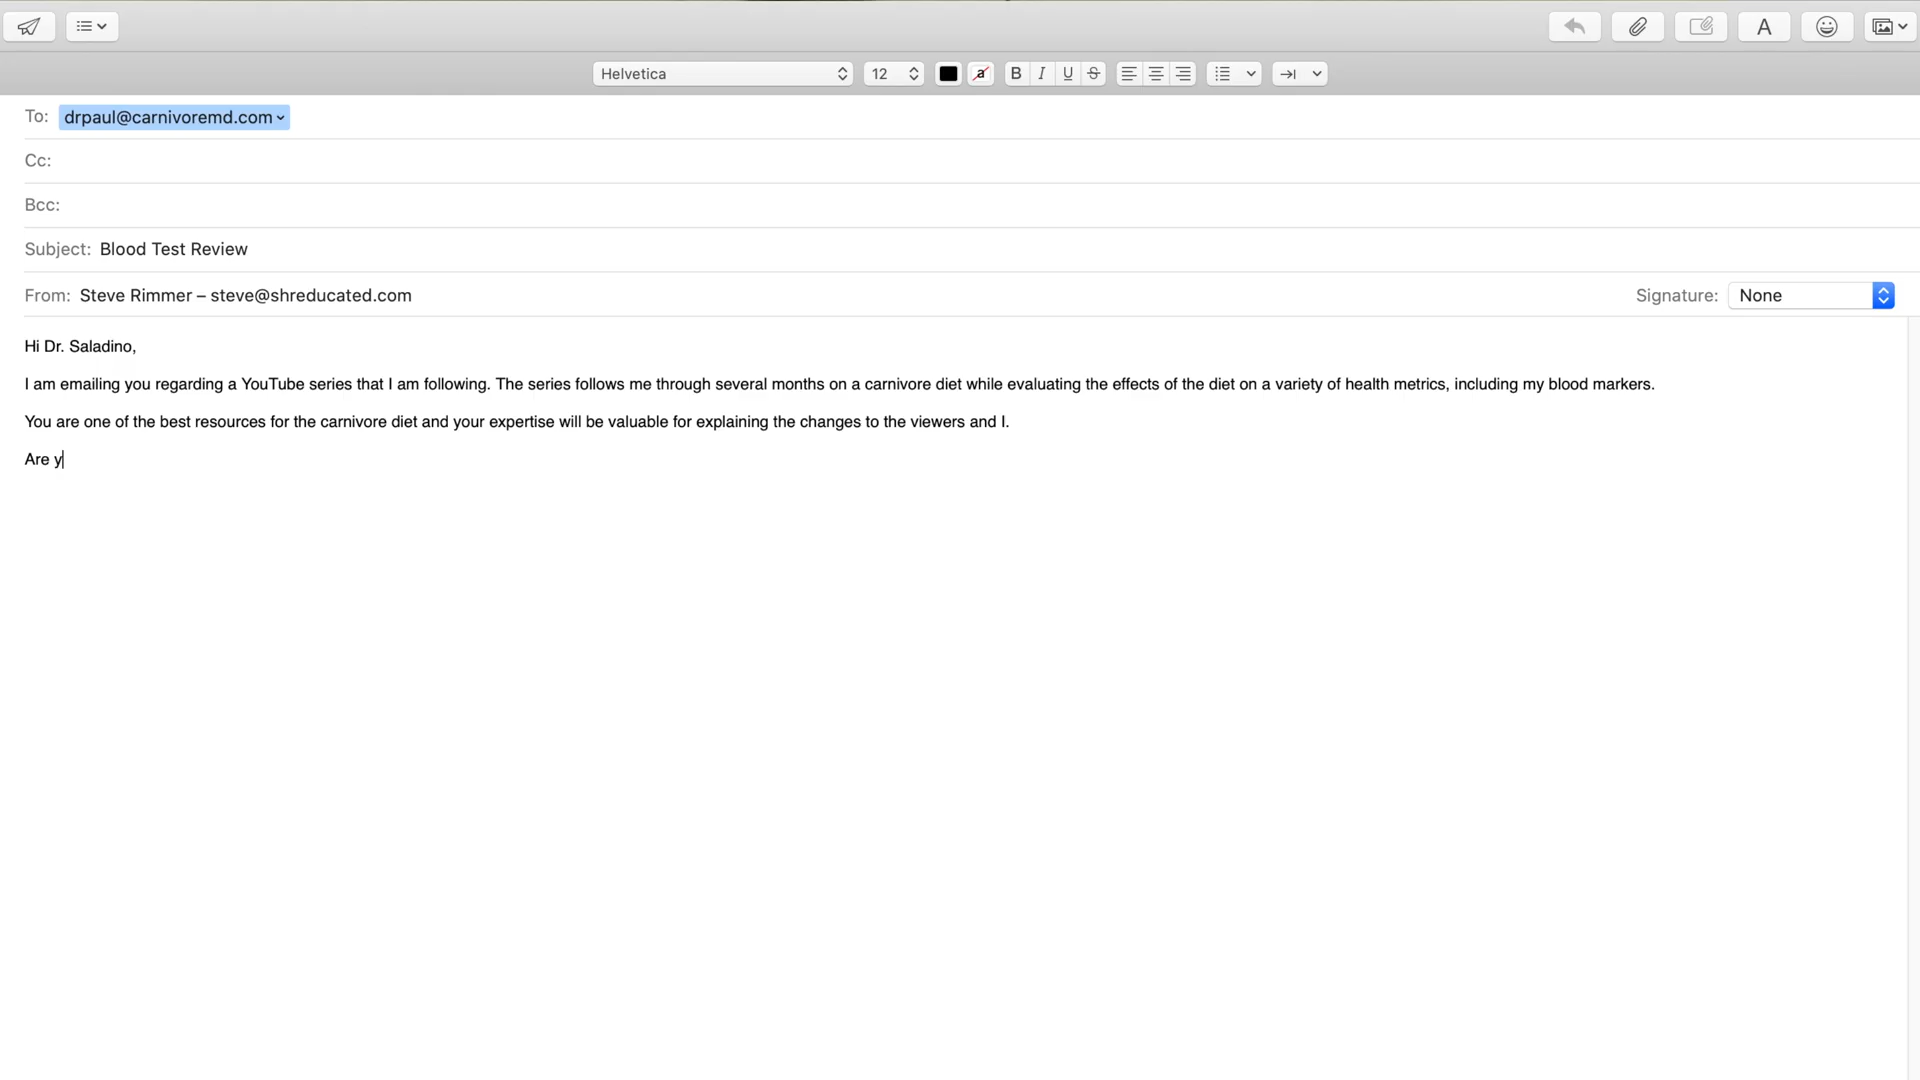 Helvetica 12 a B I U S
To: drpaul@carnivoremd.com
Cc:
Bcc:
Subject: Blood Test Review
From: Steve Rimmer – steve@shreducated.com Signature: None
Hi Dr. Saladino,
I am emailing you regarding a YouTube series that I am following. The series follows me through several months on a carnivore diet while evaluating the effects of the diet on a variety of health metrics, including my blood markers.
You are one of the best resources for the carnivore diet and your expertise will be valuable for explaining the changes to the viewers and I.
Are y